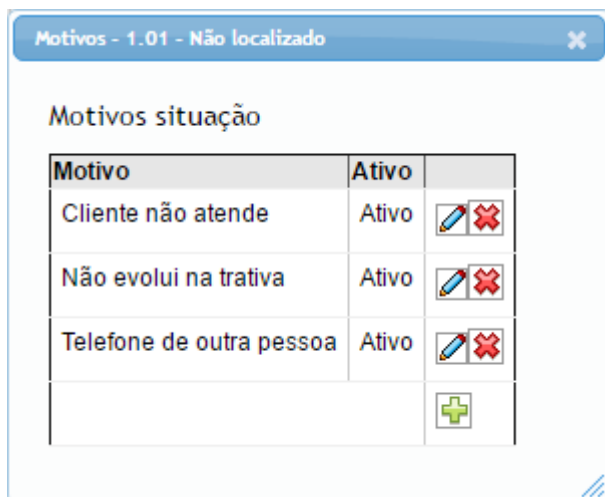 Motivos - 1.01 - Não localizado
Motivos situação
Motivo Ativo
Cliente não atende Ativo
Não evolui na trativa Ativo
Telefone de outra pessoa Ativo